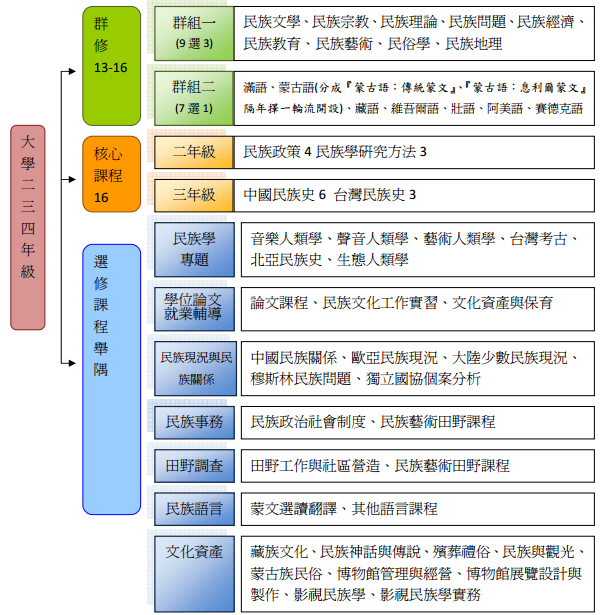 大學二三四年級
群修
13-16
群組一
(9 選 3)
民族文學、民族宗教、民族理論、民族問題、民族經濟、
民族教育、民族藝術、民俗學、民族地理
群組二
(7 選 1)
滿語、蒙古語(分成『蒙古語：傳統蒙文』、『蒙古語：息利爾蒙文』
隔年擇一輪流開設)、藏語、維吾爾語、壯語、阿美語、賽德克語
核心
課程
16
二年級
民族政策 4 民族學研究方法 3
三年級
中國民族史 6 台灣民族史 3
選修課程舉隅
民族學
專題
音樂人類學、聲音人類學、藝術人類學、台灣考古、
北亞民族史、生態人類學
學位論文
就業輔導
論文課程、民族文化工作實習、文化資產與保育
民族現況與民
族關係
中國民族關係、歐亞民族現況、大陸少數民族現況、
穆斯林民族問題、獨立國協個案分析
民族事務
民族政治社會制度、民族藝術田野課程
田野調查
田野工作與社區營造、民族藝術田野課程
民族語言
蒙文選讀翻譯、其他語言課程
文化資產
藏族文化、民族神話與傳說、殯葬禮俗、民族與觀光、
蒙古族民俗、博物館管理與經營、博物館展覽設計與
製作、影視民族學、影視民族學實務